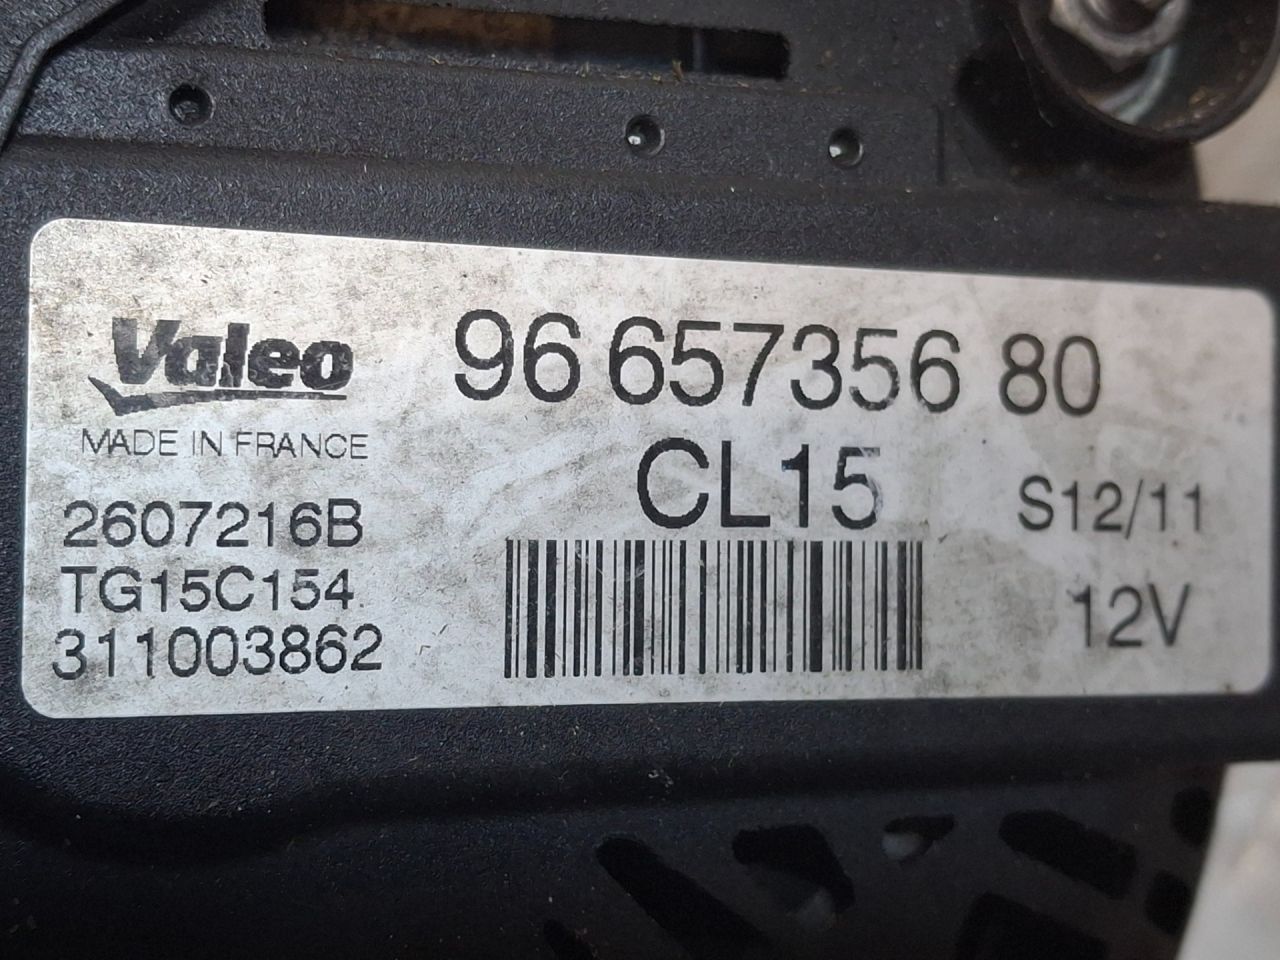 Valeo
96 657356 80
MADE IN FRANCE
CL15
S12/11
2607216B
TG15C154
311003862
12V